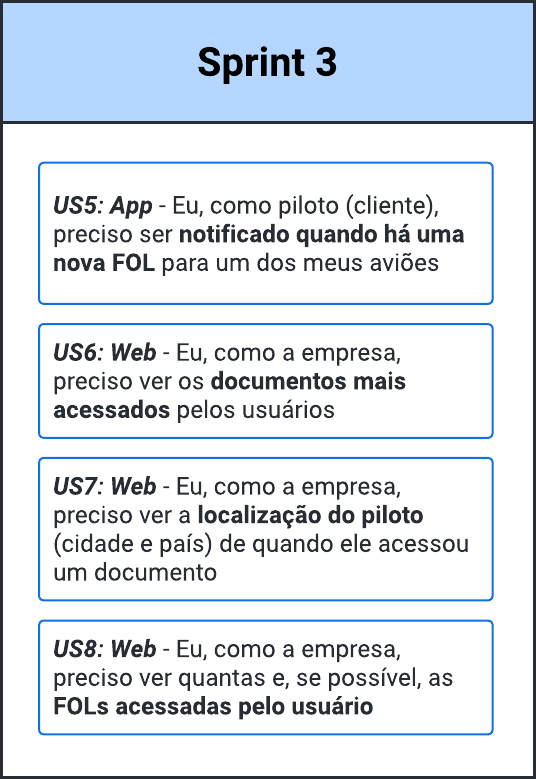 Sprint 3
US5: App - Eu, como piloto (cliente),
preciso ser notificado quando há uma
nova FOL para um dos meus aviões
US6: Web - Eu, como a empresa,
preciso ver os documentos mais
acessados pelos usuários
US7: Web - Eu, como a empresa,
preciso ver a localização do piloto
(cidade e país) de quando ele acessou
um documento
US8: Web - Eu, como a empresa,
preciso ver quantas e, se possível, as
FOLs acessadas pelo usuário